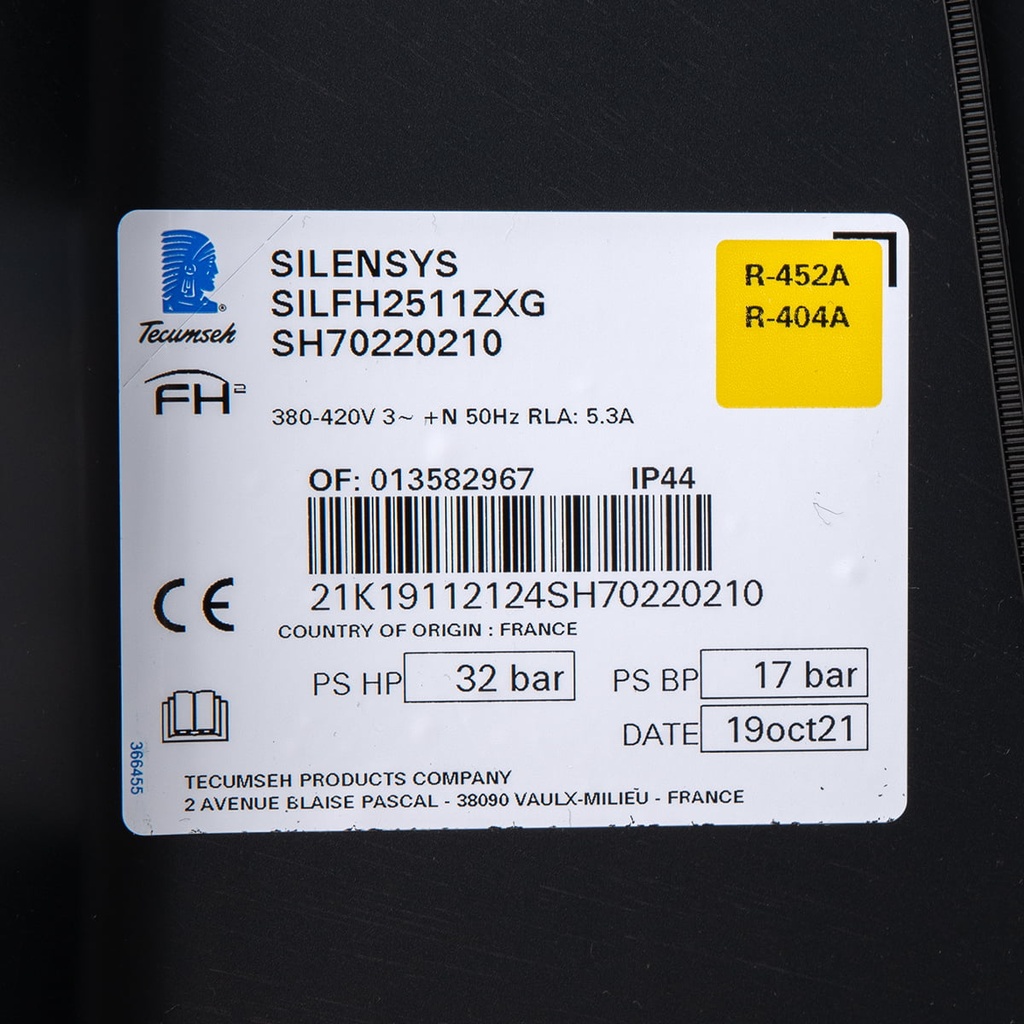 Tecumseh
FH²
SILENSYS
SILFH2511ZXG
SH70220210
R-452A
R-404A
380-420V 3~ +N 50Hz RLA: 5.3A
OF: 013582967 IP44
21K19112124SH70220210
CE
COUNTRY OF ORIGIN : FRANCE
PS HP 32 bar PS BP 17 bar
DATE 19oct21
366455
TECUMSEH PRODUCTS COMPANY
2 AVENUE BLAISE PASCAL - 38090 VAULX-MILIEU - FRANCE